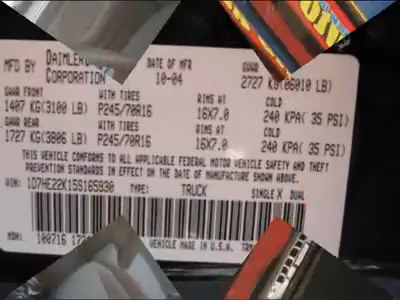 MFD BY DAIMLER DATE OF MFR GVWR
CORPORATION 10-04 2727 KG(06010 LB)
GAWR FRONT WITH TIRES RIMS AT COLD
1407 KG(3100 LB) P245/70R16 16X7.0 240 KPA( 35 PSI)
GAWR REAR WITH TIRES RIMS AT COLD
1727 KG(3806 LB) P245/70R16 16X7.0 240 KPA( 35 PSI)
THIS VEHICLE CONFORMS TO ALL APPLICABLE FEDERAL MOTOR VEHICLE SAFETY AND THEFT
PREVENTION STANDARDS IN EFFECT ON THE DATE OF MANUFACTURE SHOWN ABOVE.
VIN: 1D7HE22K15S165930 TYPE: TRUCK SINGLE X DUAL
MDH: 100716 VEHICLE MADE IN U.S.A.